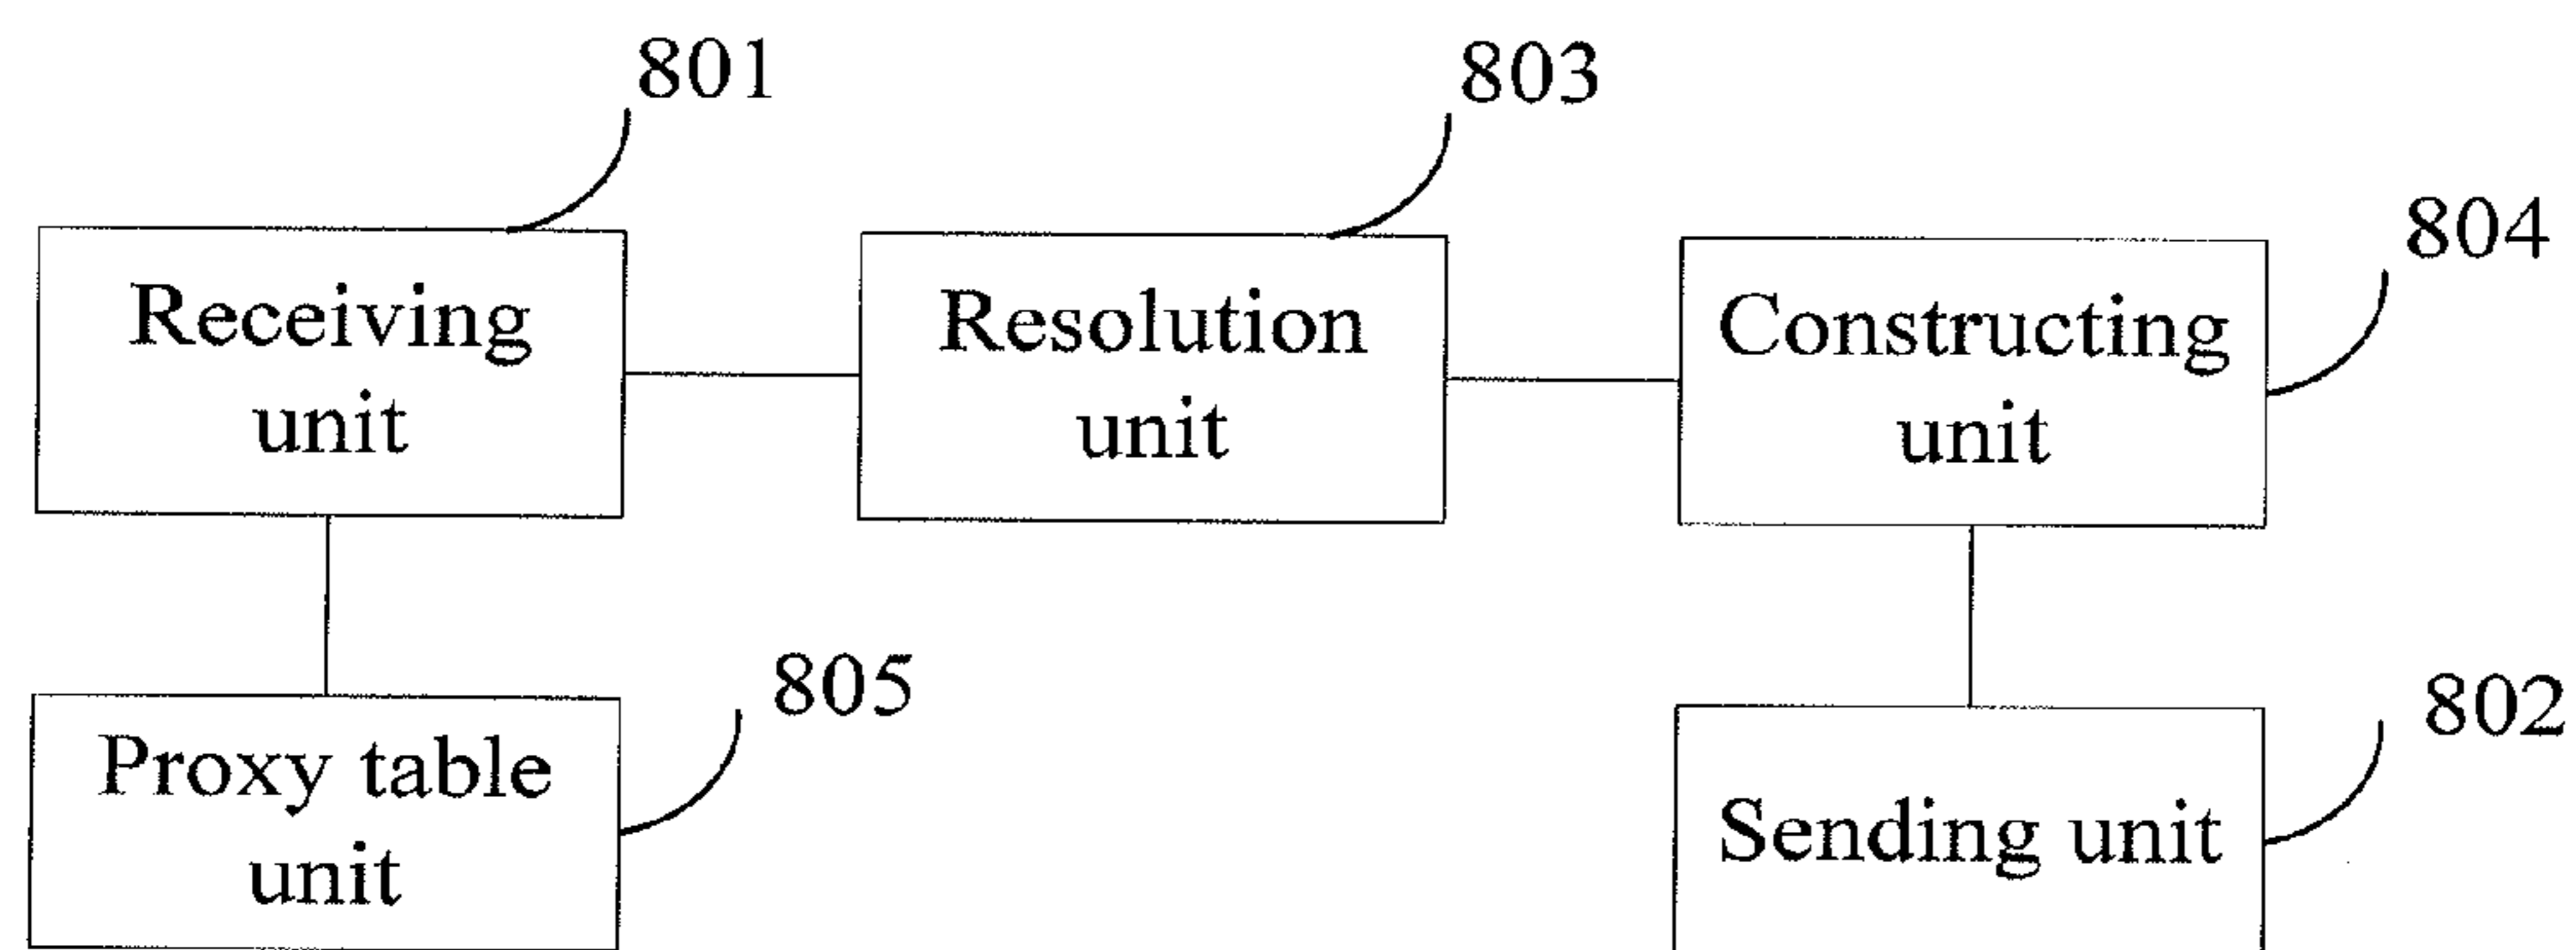 801
803
804
Receiving
unit
Resolution
unit
Constructing
unit
805
802
Proxy table
unit
Sending unit